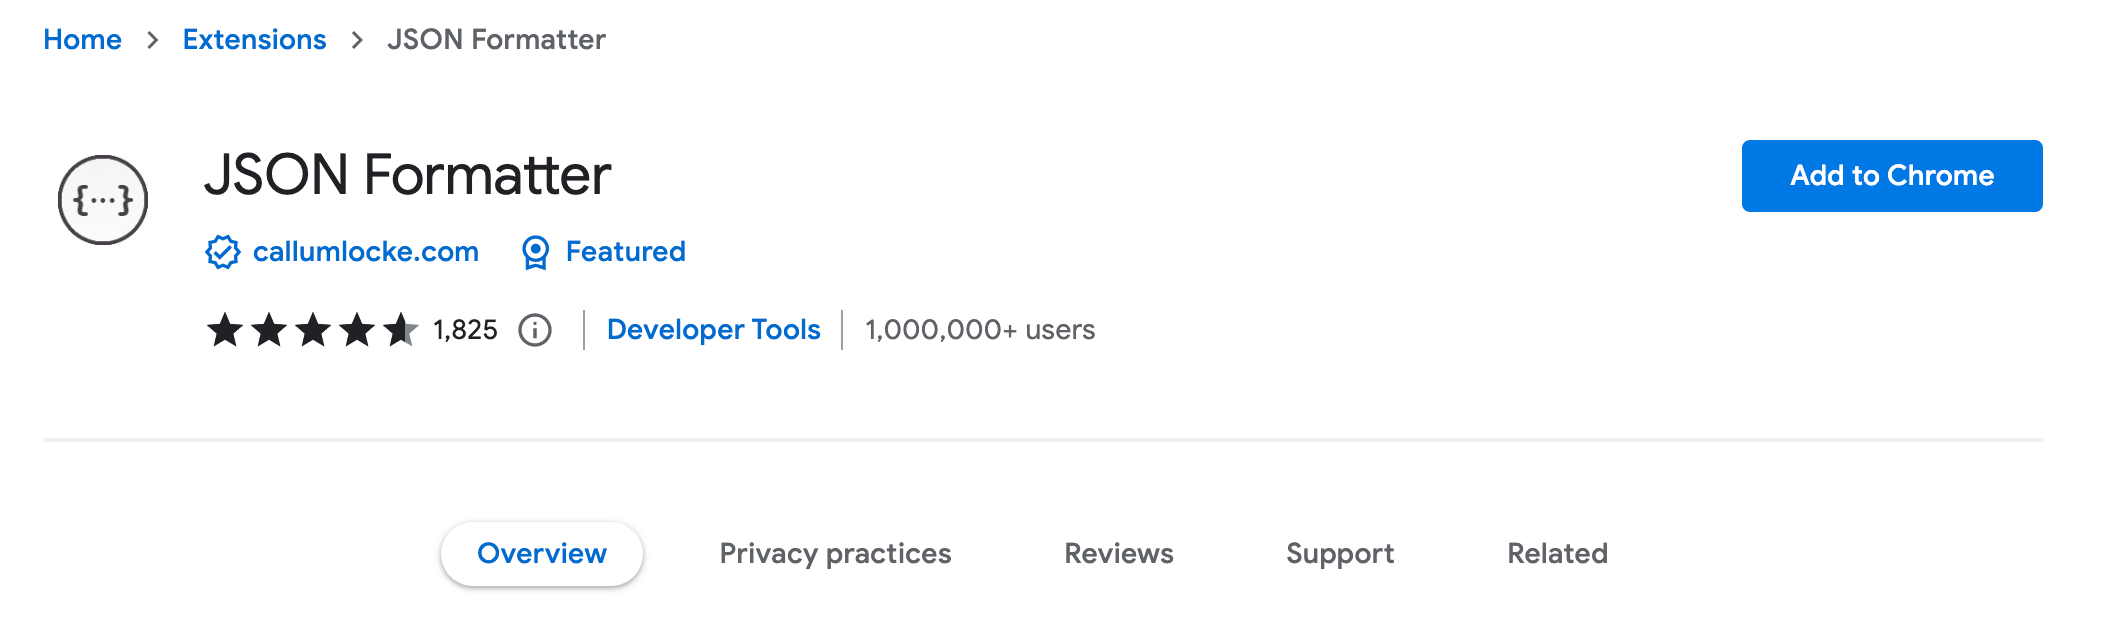 Home > Extensions > JSON Formatter
{...}
JSON Formatter
Add to Chrome
callumlocke.com Featured
1,825 Developer Tools 1,000,000+ users
Overview Privacy practices Reviews Support Related